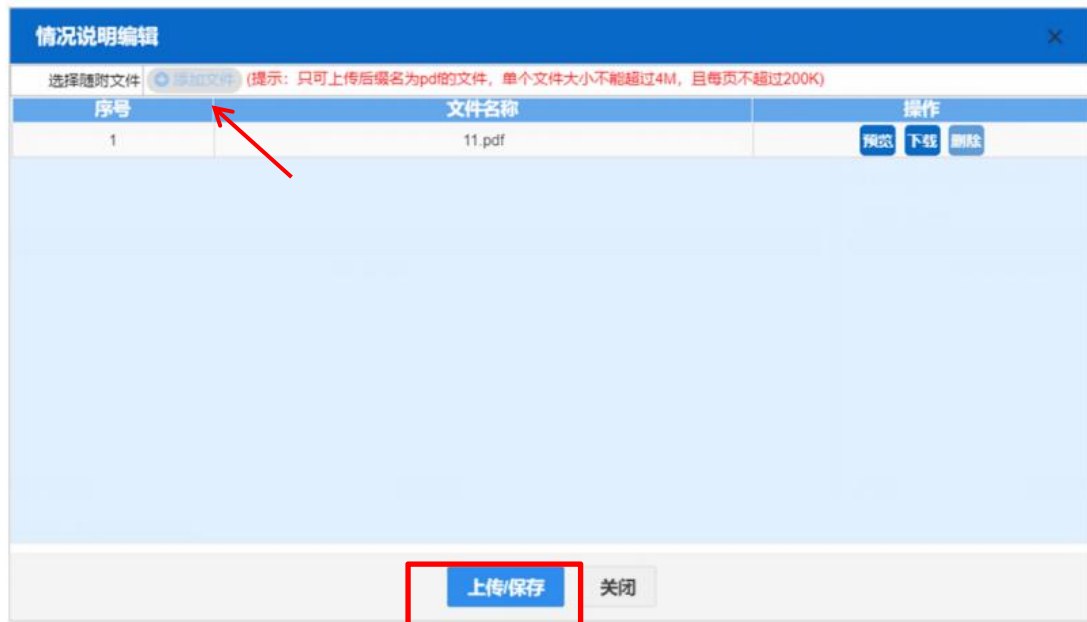 情况说明编辑
选择随附文件 添加文件 (提示：只可上传后缀名为pdf的文件，单个文件大小不能超过4M，且每页不超过200K)
序号 文件名称 操作
1 11.pdf 预览 下载 删除
上传/保存 关闭